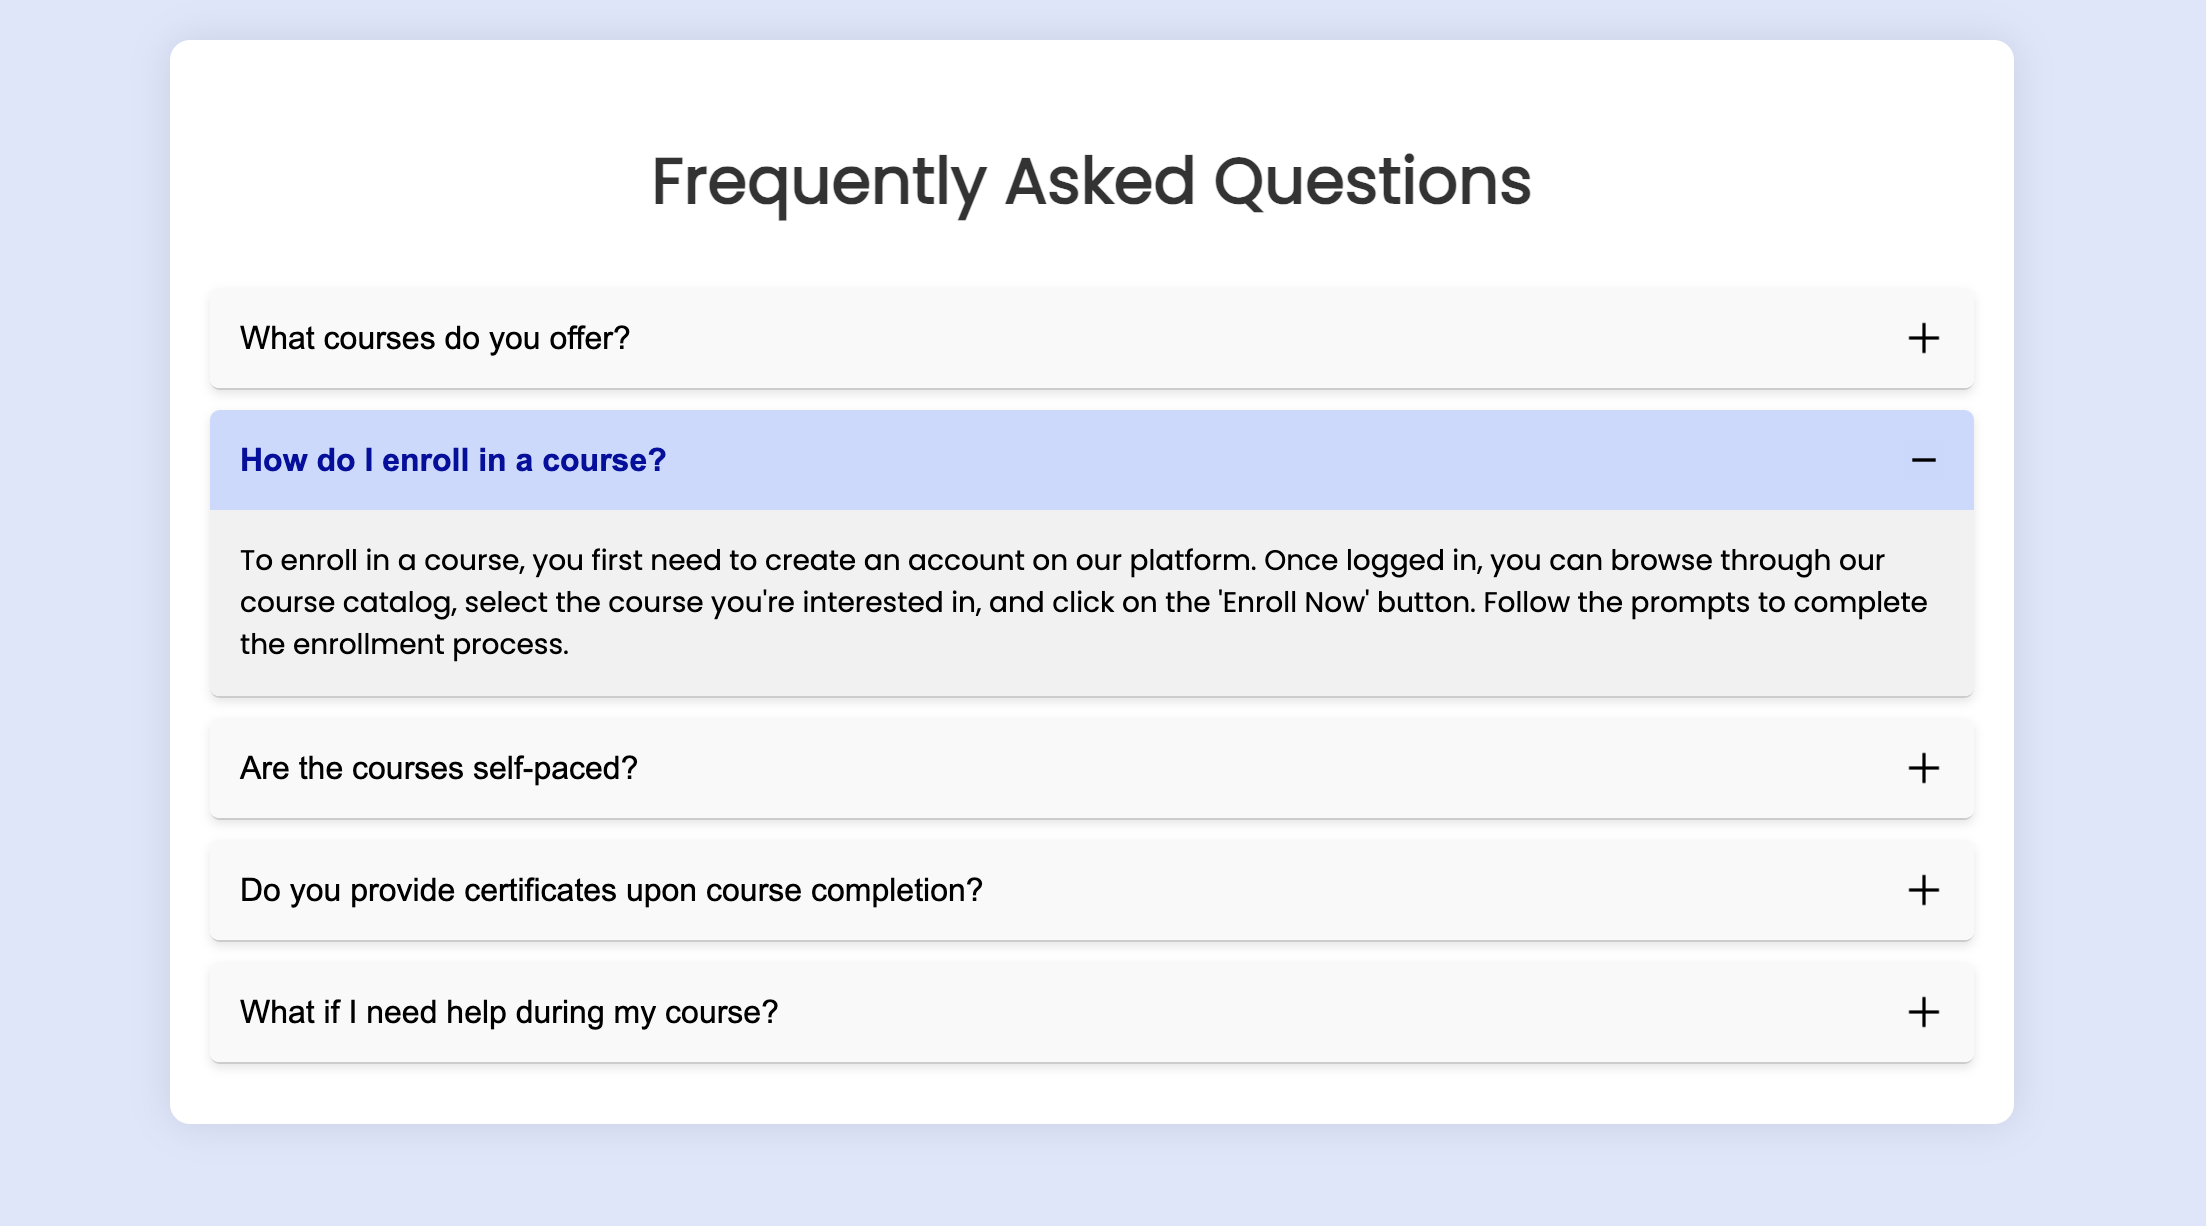 Frequently Asked Questions
What courses do you offer?
How do I enroll in a course?
To enroll in a course, you first need to create an account on our platform. Once logged in, you can browse through our
course catalog, select the course you're interested in, and click on the 'Enroll Now' button. Follow the prompts to complete
the enrollment process.
Are the courses self-paced?
Do you provide certificates upon course completion?
What if I need help during my course?